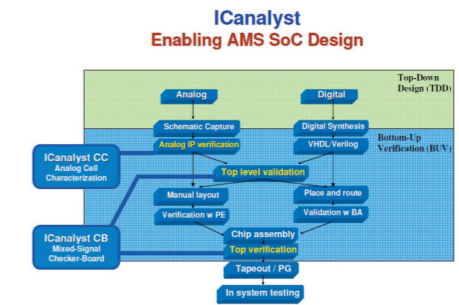 ICanalyst
Enabling AMS SoC Design
Top-Down
Design (TDD)
Analog
Digital
Schematic Capture
Digital Synthesis
Analog IP verification
VHDL/Verilog
Bottom-Up
Verification (BUV)
ICanalyst CC
Analog Cell
Characterization
Top level validation
Manual layout
Place and route
Verification w PE
Validation w BA
ICanalyst CB
Mixed-Signal
Checker-Board
Chip assembly
Top verification
Tapeout / PG
In system testing